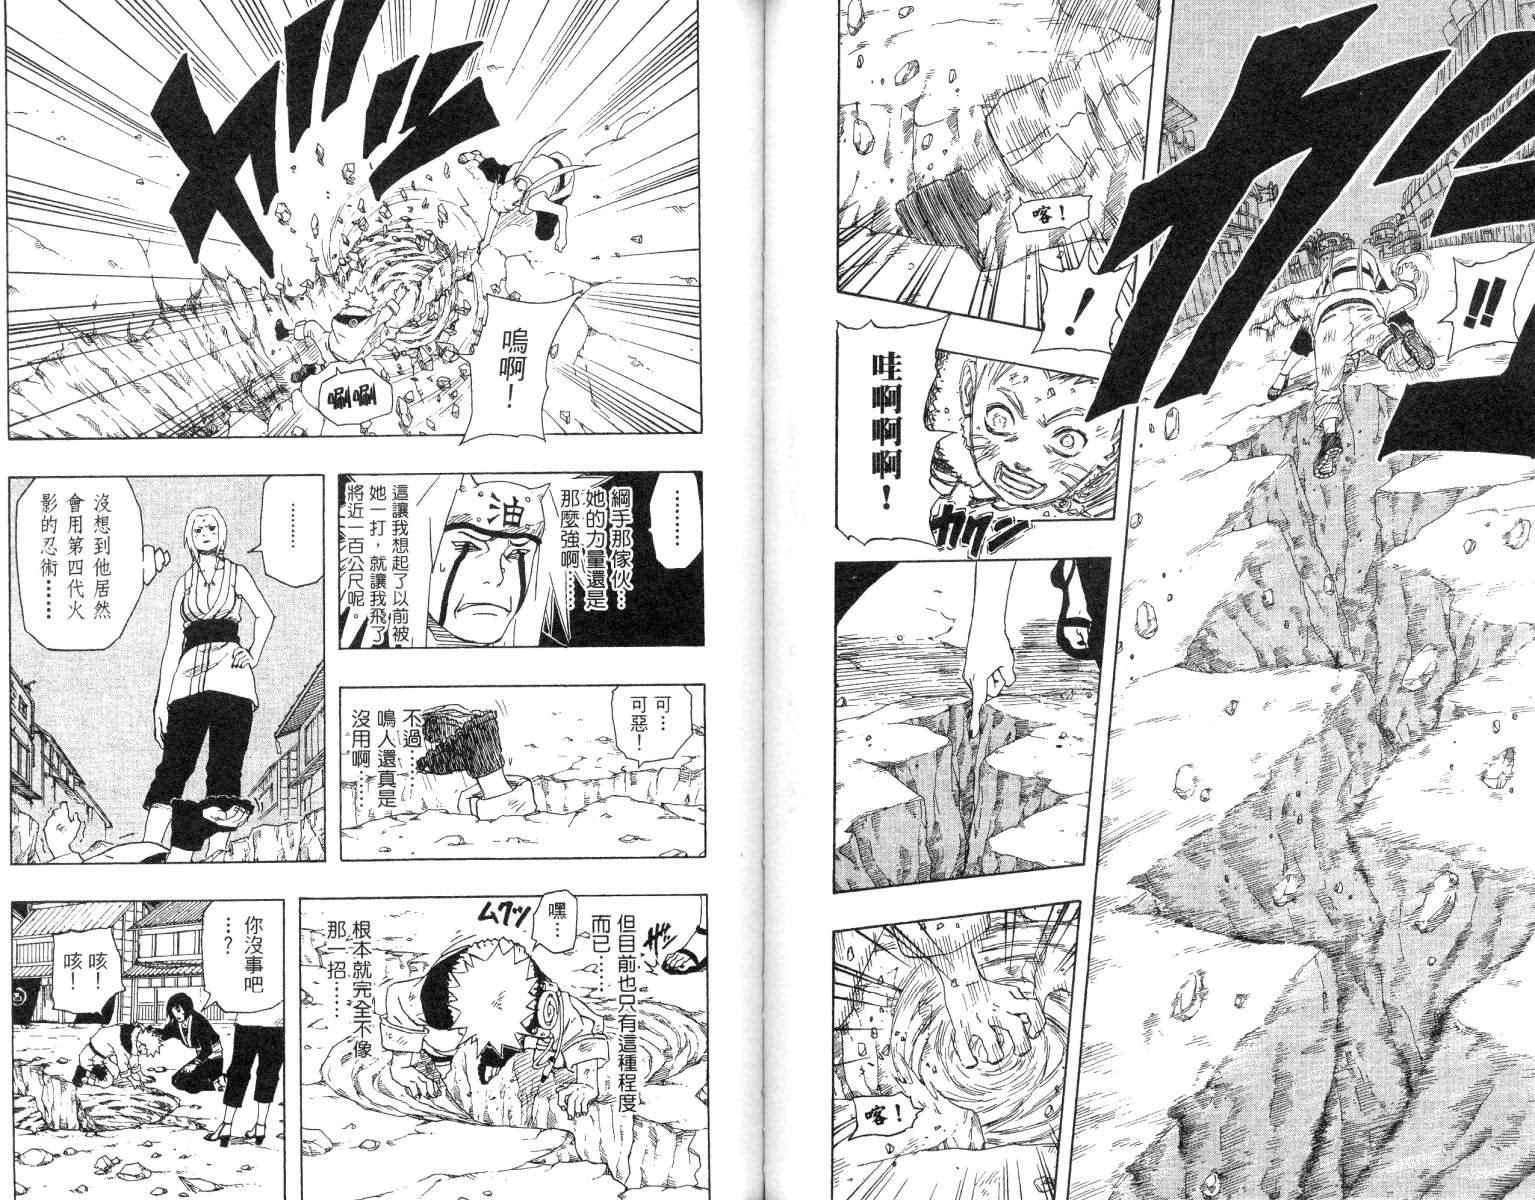 ガガーン
!!
喀！
！
哇啊啊啊！
カクン
喀！
嗚啊！
………
綱手那傢伙…
她的力量還是
那麼強啊……
這讓我想起了以前被
她一打，就讓我飛了
將近一百公尺呢。
油
………
沒想到他居然
會用第四代火
影的忍術……
可…
可惡！
不過……
鳴人還真是
沒用啊……
ザッ
但目前也只有這種程度
而已……
嘿…
ムクッ
根本就完全不像
那一招……
你沒事吧
…?
咳！
咳！